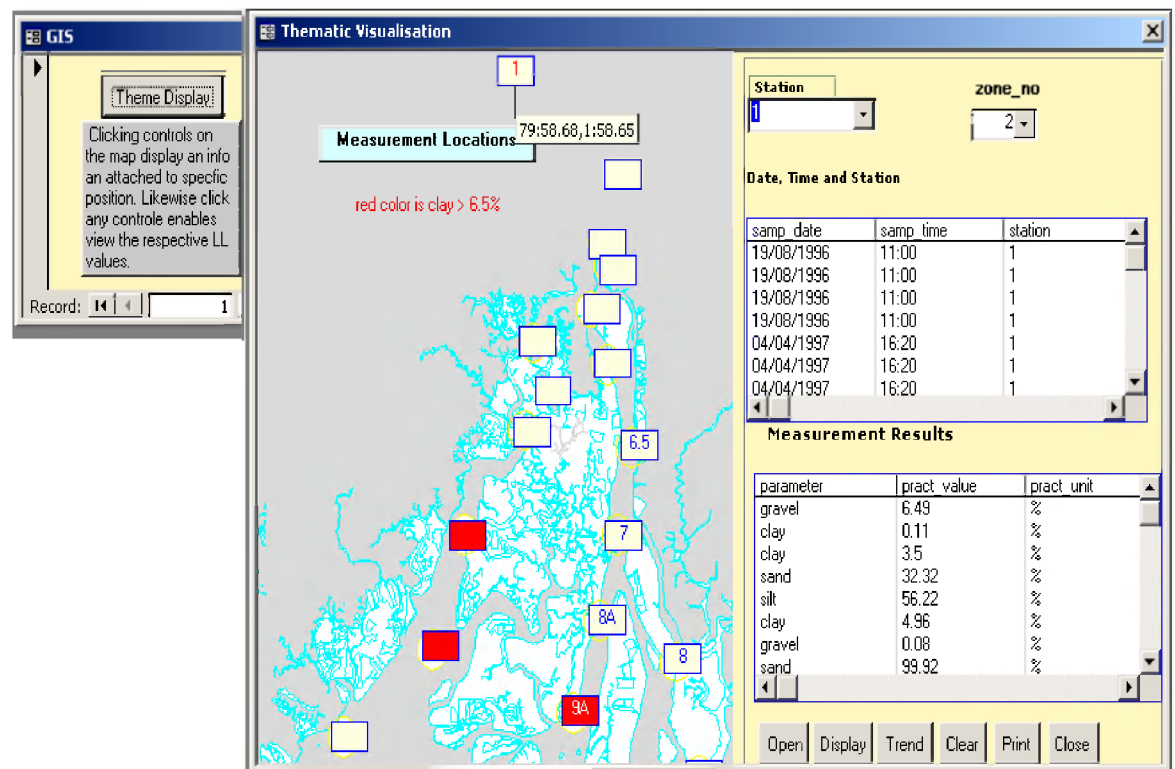 GIS
Theme Display
Clicking controls on
the map display an info
an attached to specfic
position. Likewise click
any controle enables
view the respective LL
values.
Record: 1
Thematic Visualisation
1
79:58.68,1:58.65
Measurement Locations
red color is clay > 6.5%
6.5
7
8A
8
9A
Station
zone_no
1
2
Date, Time and Station
samp_date samp_time station
19/08/1996 11:00 1
19/08/1996 11:00 1
19/08/1996 11:00 1
19/08/1996 11:00 1
04/04/1997 16:20 1
04/04/1997 16:20 1
04/04/1997 16:20 1
Measurement Results
parameter pract_value pract_unit
gravel 6.49 %
clay 0.11 %
clay 3.5 %
sand 32.32 %
silt 56.22 %
clay 4.96 %
gravel 0.08 %
sand 99.92 %
Open Display Trend Clear Print Close